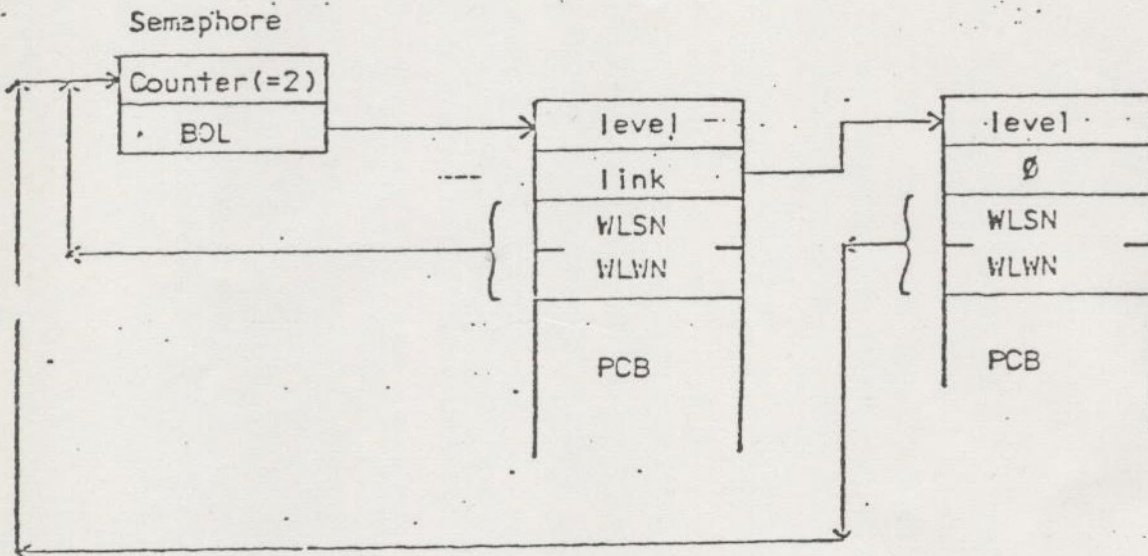 Semaphore
Counter(=2)
BOL
level
link
WLSN
WLWN
PCB
level
Ø
WLSN
WLWN
PCB